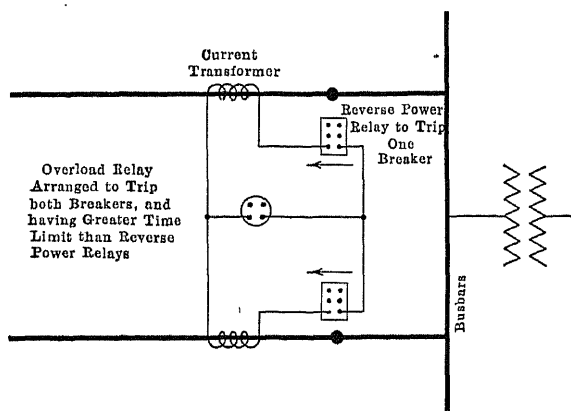 Current
Transformer
Reverse Power
Relay to Trip
One
Breaker
Overload Relay
Arranged to Trip
both Breakers, and
having Greater Time
Limit than Reverse
Power Relays
Busbars